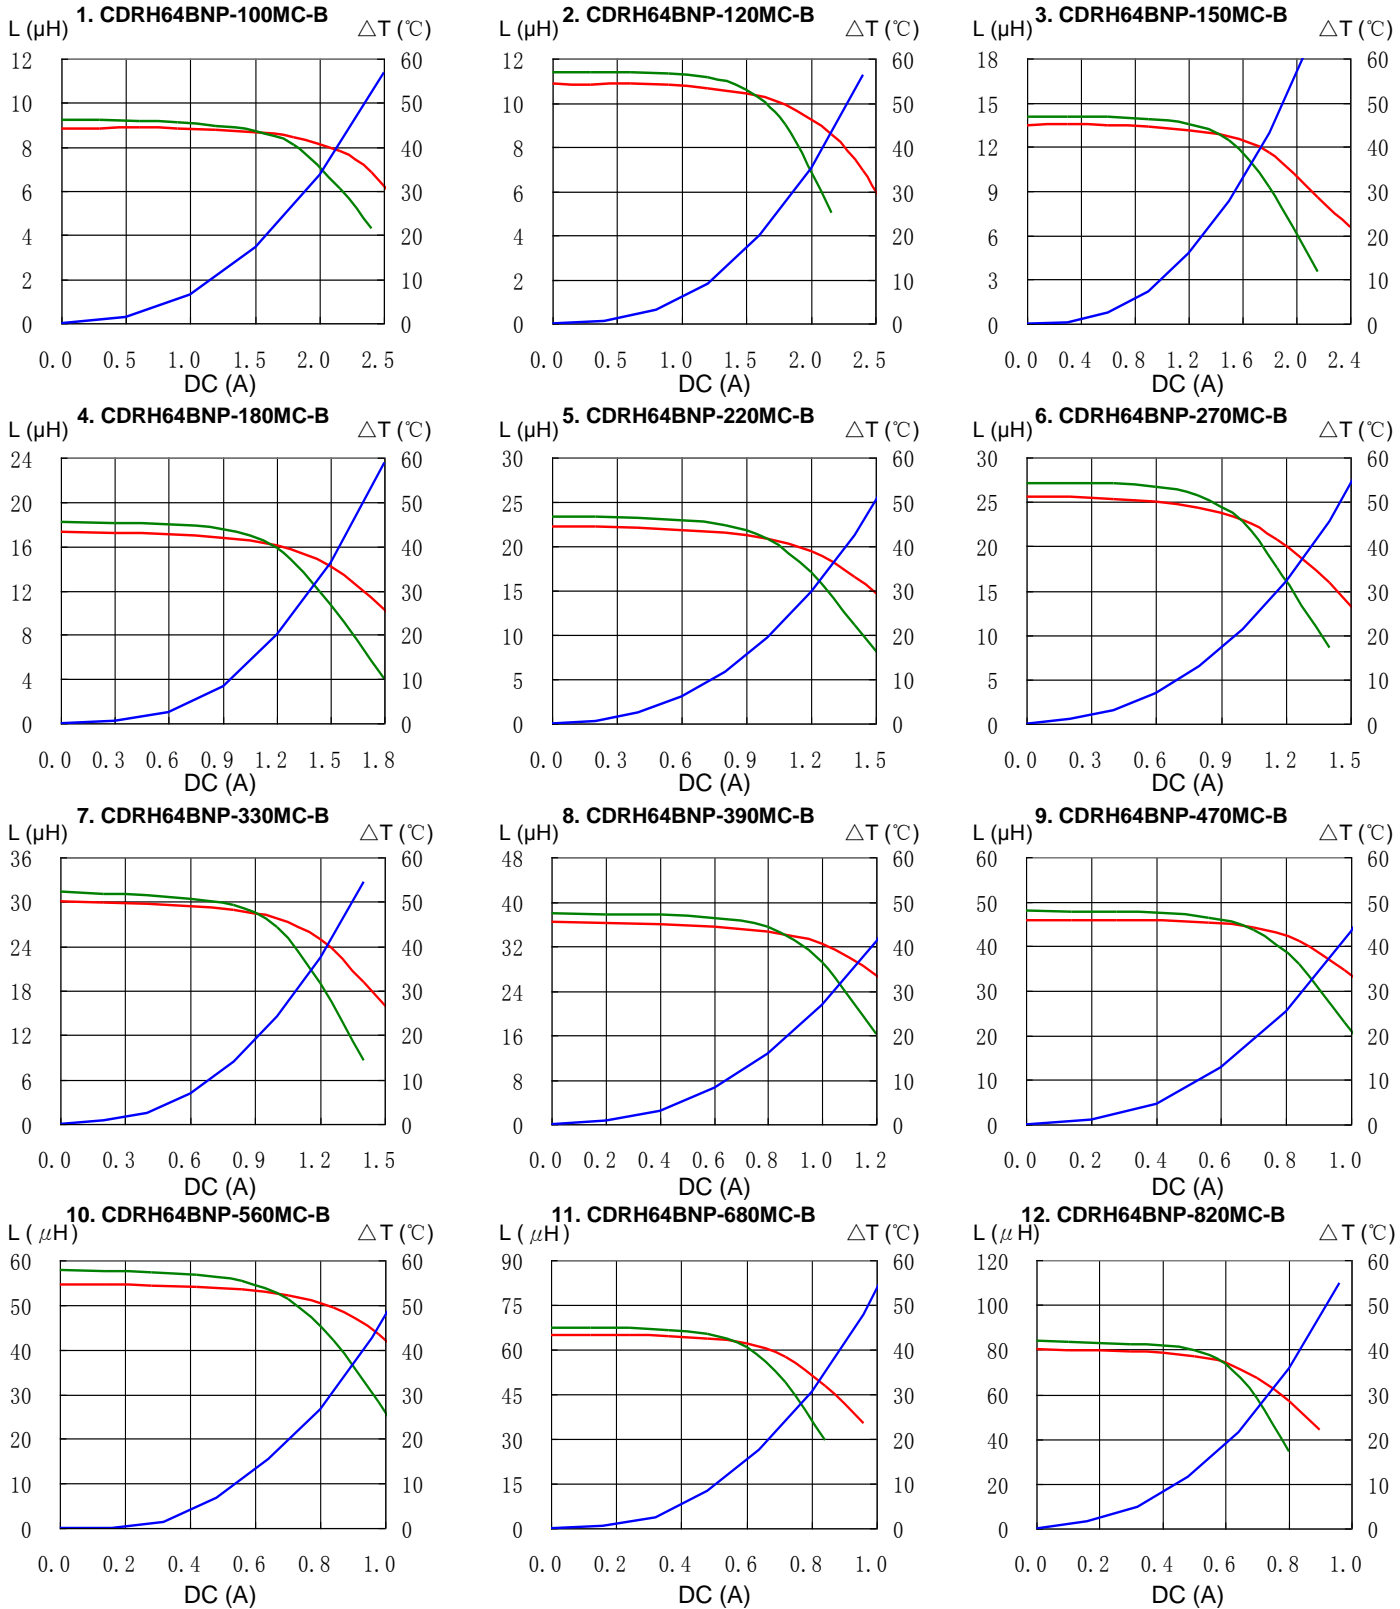 1. CDRH64BNP-100MC-B
L (µH) △T (℃)
12 60
10 50
8 40
6 30
4 20
2 10
0 0
0.0 0.5 1.0 1.5 2.0 2.5
DC (A)
2. CDRH64BNP-120MC-B
L (µH) △T (℃)
12 60
10 50
8 40
6 30
4 20
2 10
0 0
0.0 0.5 1.0 1.5 2.0 2.5
DC (A)
3. CDRH64BNP-150MC-B
L (µH) △T (℃)
18 60
15 50
12 40
9 30
6 20
3 10
0 0
0.0 0.4 0.8 1.2 1.6 2.0 2.4
DC (A)
4. CDRH64BNP-180MC-B
L (µH) △T (℃)
24 60
20 50
16 40
12 30
8 20
4 10
0 0
0.0 0.3 0.6 0.9 1.2 1.5 1.8
DC (A)
5. CDRH64BNP-220MC-B
L (µH) △T (℃)
30 60
25 50
20 40
15 30
10 20
5 10
0 0
0.0 0.3 0.6 0.9 1.2 1.5
DC (A)
6. CDRH64BNP-270MC-B
L (µH) △T (℃)
30 60
25 50
20 40
15 30
10 20
5 10
0 0
0.0 0.3 0.6 0.9 1.2 1.5
DC (A)
7. CDRH64BNP-330MC-B
L (µH) △T (℃)
36 60
30 50
24 40
18 30
12 20
6 10
0 0
0.0 0.3 0.6 0.9 1.2 1.5
DC (A)
8. CDRH64BNP-390MC-B
L (µH) △T (℃)
48 60
40 50
32 40
24 30
16 20
8 10
0 0
0.0 0.2 0.4 0.6 0.8 1.0 1.2
DC (A)
9. CDRH64BNP-470MC-B
L (µH) △T (℃)
60 60
50 50
40 40
30 30
20 20
10 10
0 0
0.0 0.2 0.4 0.6 0.8 1.0
DC (A)
10. CDRH64BNP-560MC-B
L ( μH) △T (℃)
60 60
50 50
40 40
30 30
20 20
10 10
0 0
0.0 0.2 0.4 0.6 0.8 1.0
DC (A)
11. CDRH64BNP-680MC-B
L ( μH) △T (℃)
90 60
75 50
60 40
45 30
30 20
15 10
0 0
0.0 0.2 0.4 0.6 0.8 1.0
DC (A)
12. CDRH64BNP-820MC-B
L (μ H) △T (℃)
120 60
100 50
80 40
60 30
40 20
20 10
0 0
0.0 0.2 0.4 0.6 0.8 1.0
DC (A)